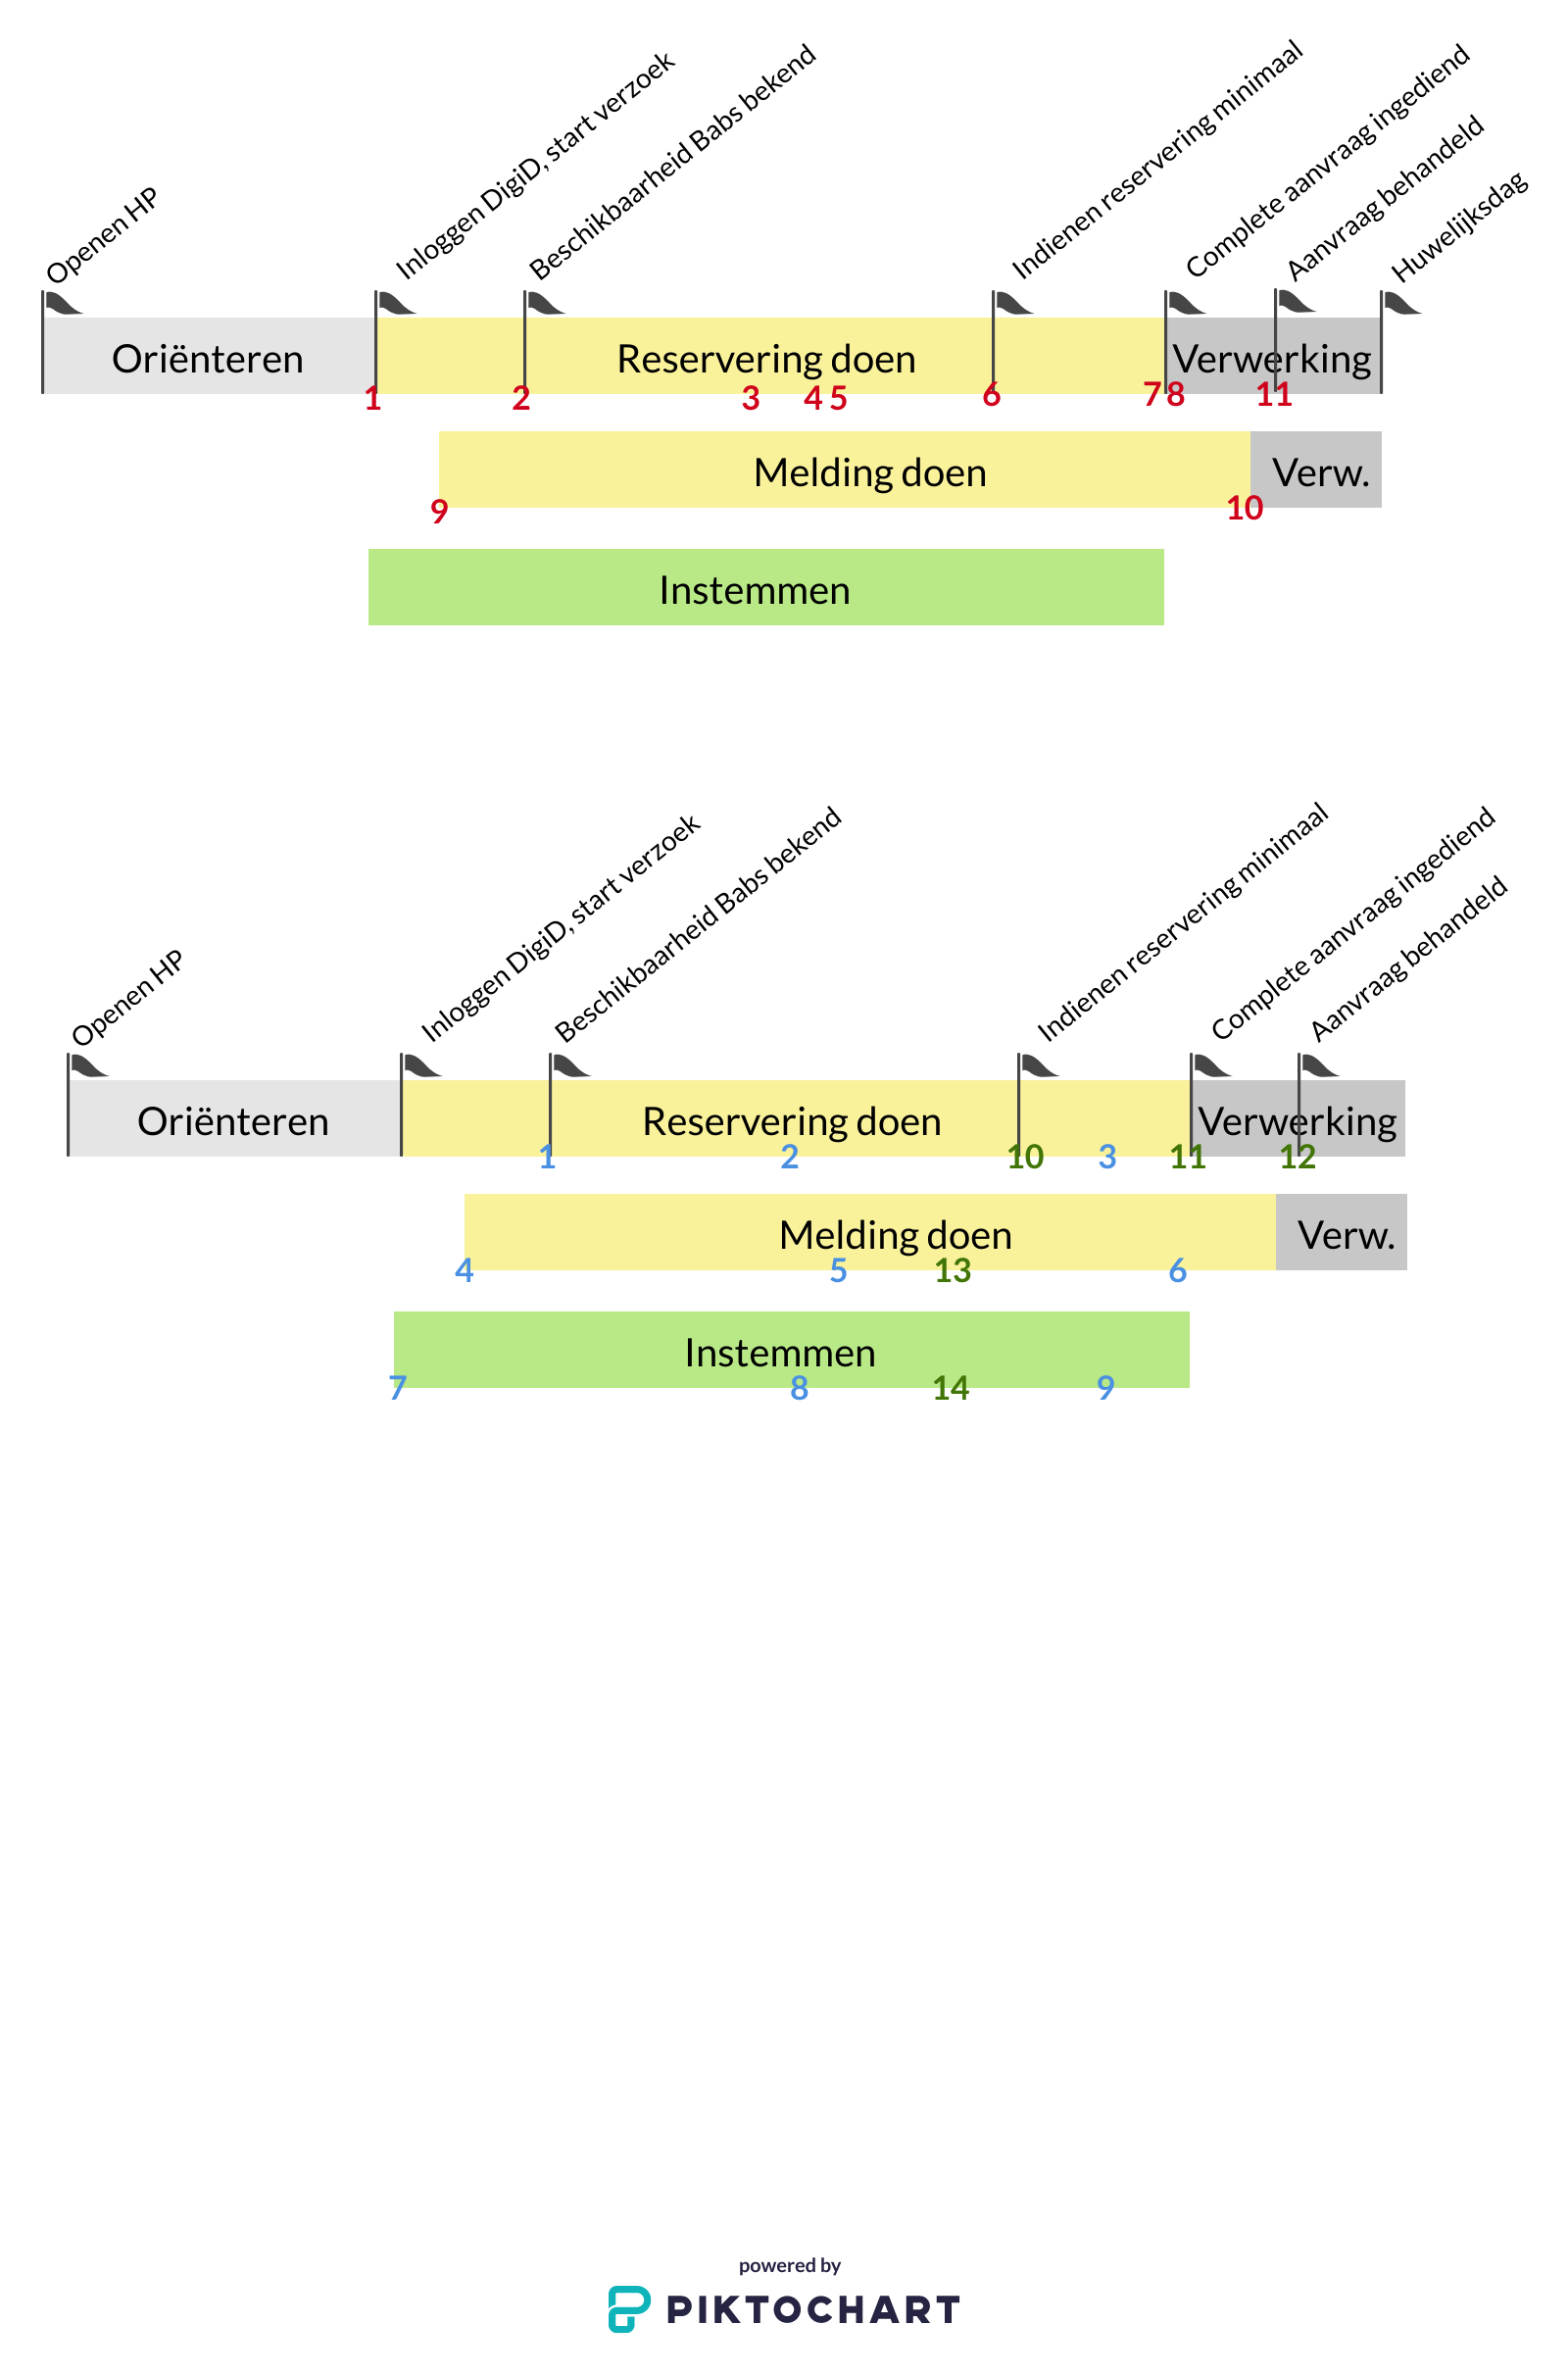 Openen HP
Inloggen DigiD, start verzoek
Beschikbaarheid Babs bekend
Indienen reservering minimaal
Complete aanvraag ingediend
Aanvraag behandeld
Huwelijksdag
Oriënteren
Reservering doen
Verwerking
1 2 3 4 5 6 7 8 11
Melding doen
Verw.
9 10
Instemmen
Openen HP
Inloggen DigiD, start verzoek
Beschikbaarheid Babs bekend
Indienen reservering minimaal
Complete aanvraag ingediend
Aanvraag behandeld
Oriënteren
Reservering doen
Verwerking
1 2 10 3 11 12
Melding doen
Verw.
4 5 13 6
Instemmen
7 8 14 9
powered by
PIKTOCHART